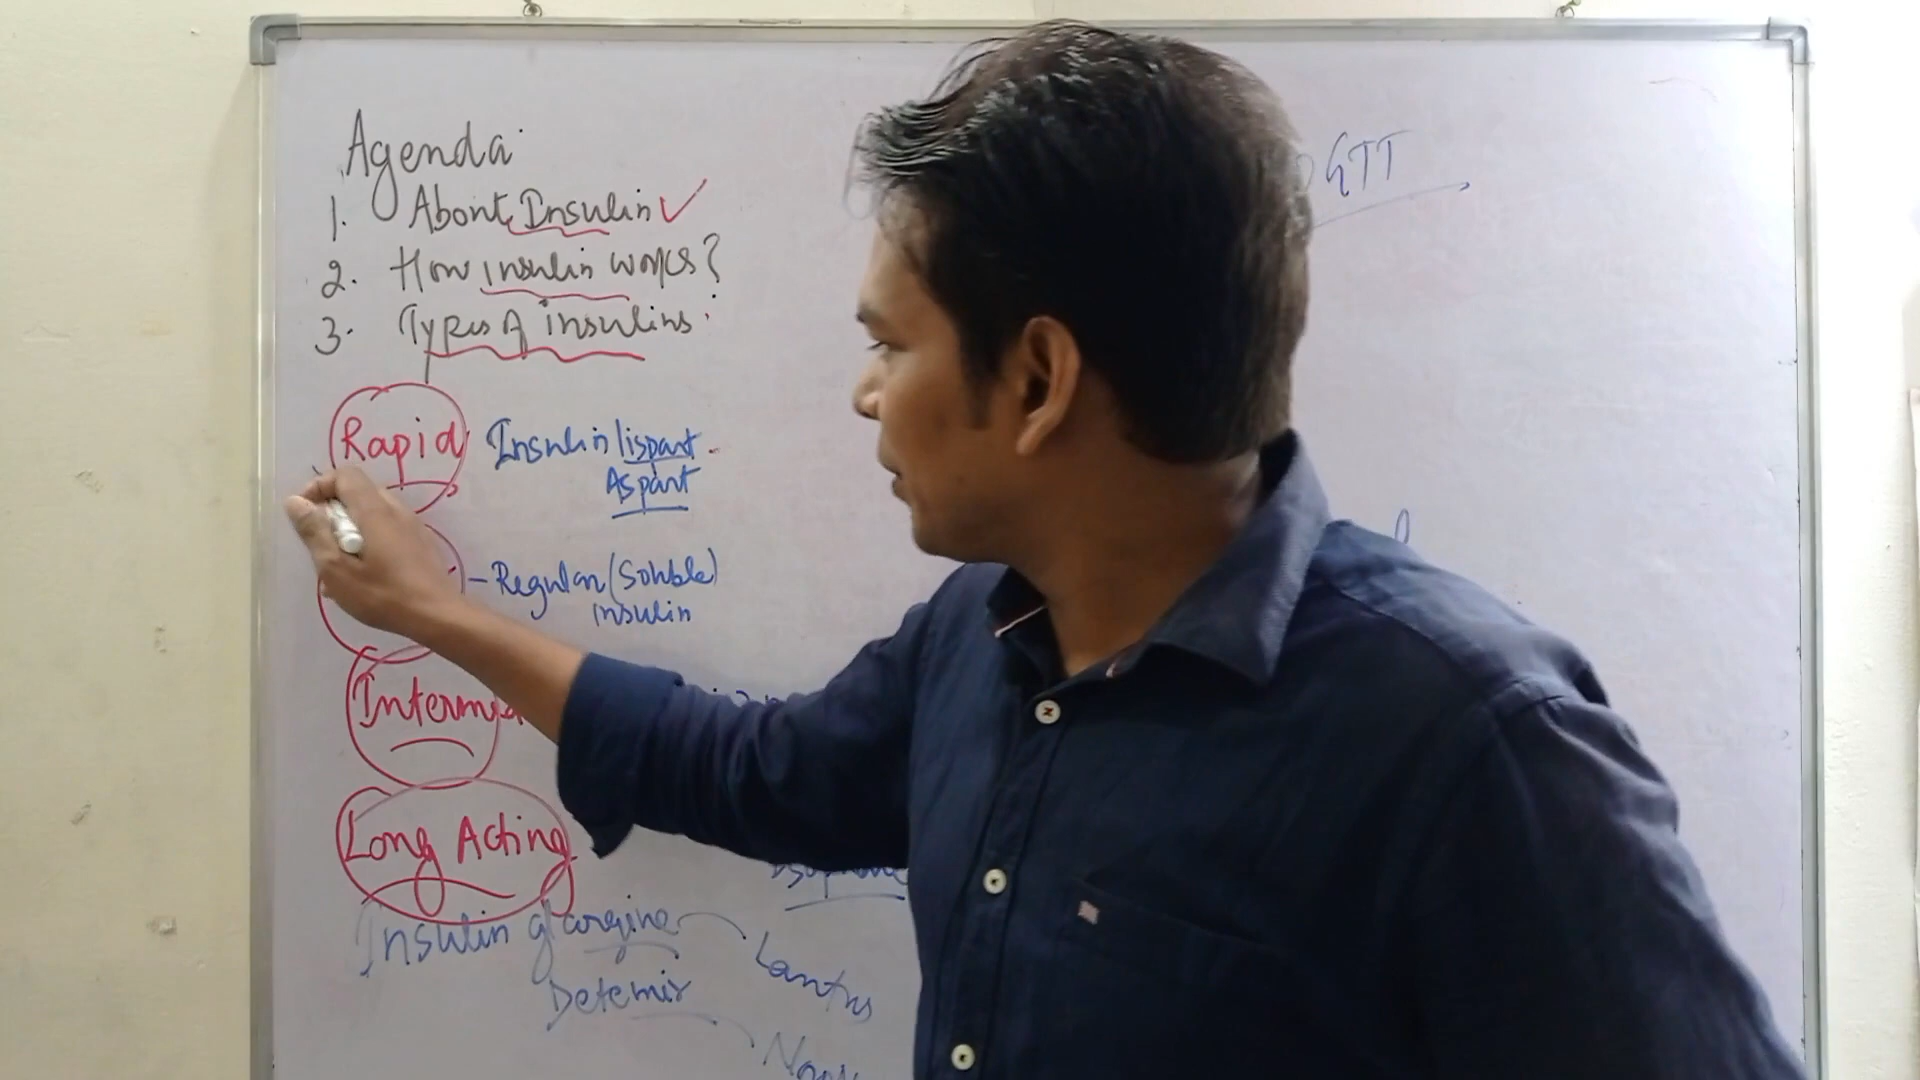 Agenda
1. About Insulin
2. How insulin works?
3. Types of insulins
Rapid
Insulin lispart
Aspart
- Regular (Soluble)
insulin
Interm
Long Acting
Insulin glargine
Lantus
Detemir
GTT